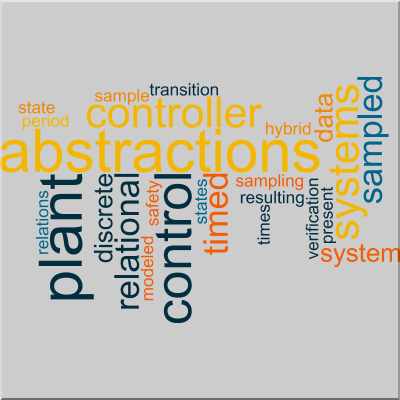 transition
sample
state
period
controller
hybrid
data
systems
sampled
abstractions
relations
plant
discrete
relational
modeled
safety
control
states
timed
sampling
resulting
times
verification
present
system